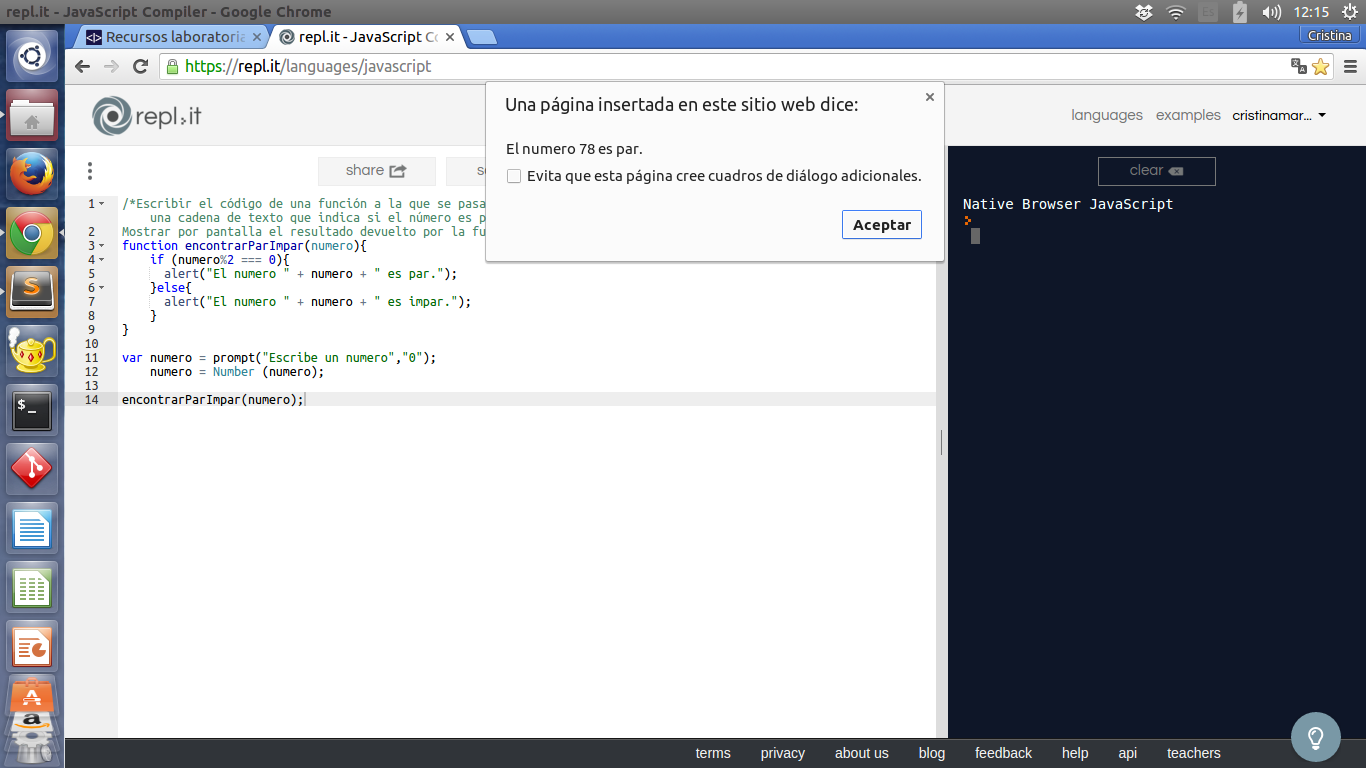 repl.it - JavaScript Compiler - Google Chrome
Es
12:15
Recursos laboratoria
repl.it - JavaScript Co
Cristina
https://repl.it/languages/javascript
repl.it
languages
examples
cristinamar...
Una página insertada en este sitio web dice:
El numero 78 es par.
Evita que esta página cree cuadros de diálogo adicionales.
Aceptar
share
clear
Native Browser JavaScript
1 /*Escribir el código de una función a la que se pasa
una cadena de texto que indica si el número es p
2 Mostrar por pantalla el resultado devuelto por la fu
3 function encontrarParImpar(numero){
4 if (numero%2 === 0){
5 alert("El numero " + numero + " es par.");
6 }else{
7 alert("El numero " + numero + " es impar.");
8 }
9 }
10
11 var numero = prompt("Escribe un numero","0");
12 numero = Number (numero);
13
14 encontrarParImpar(numero);
terms
privacy
about us
blog
feedback
help
api
teachers